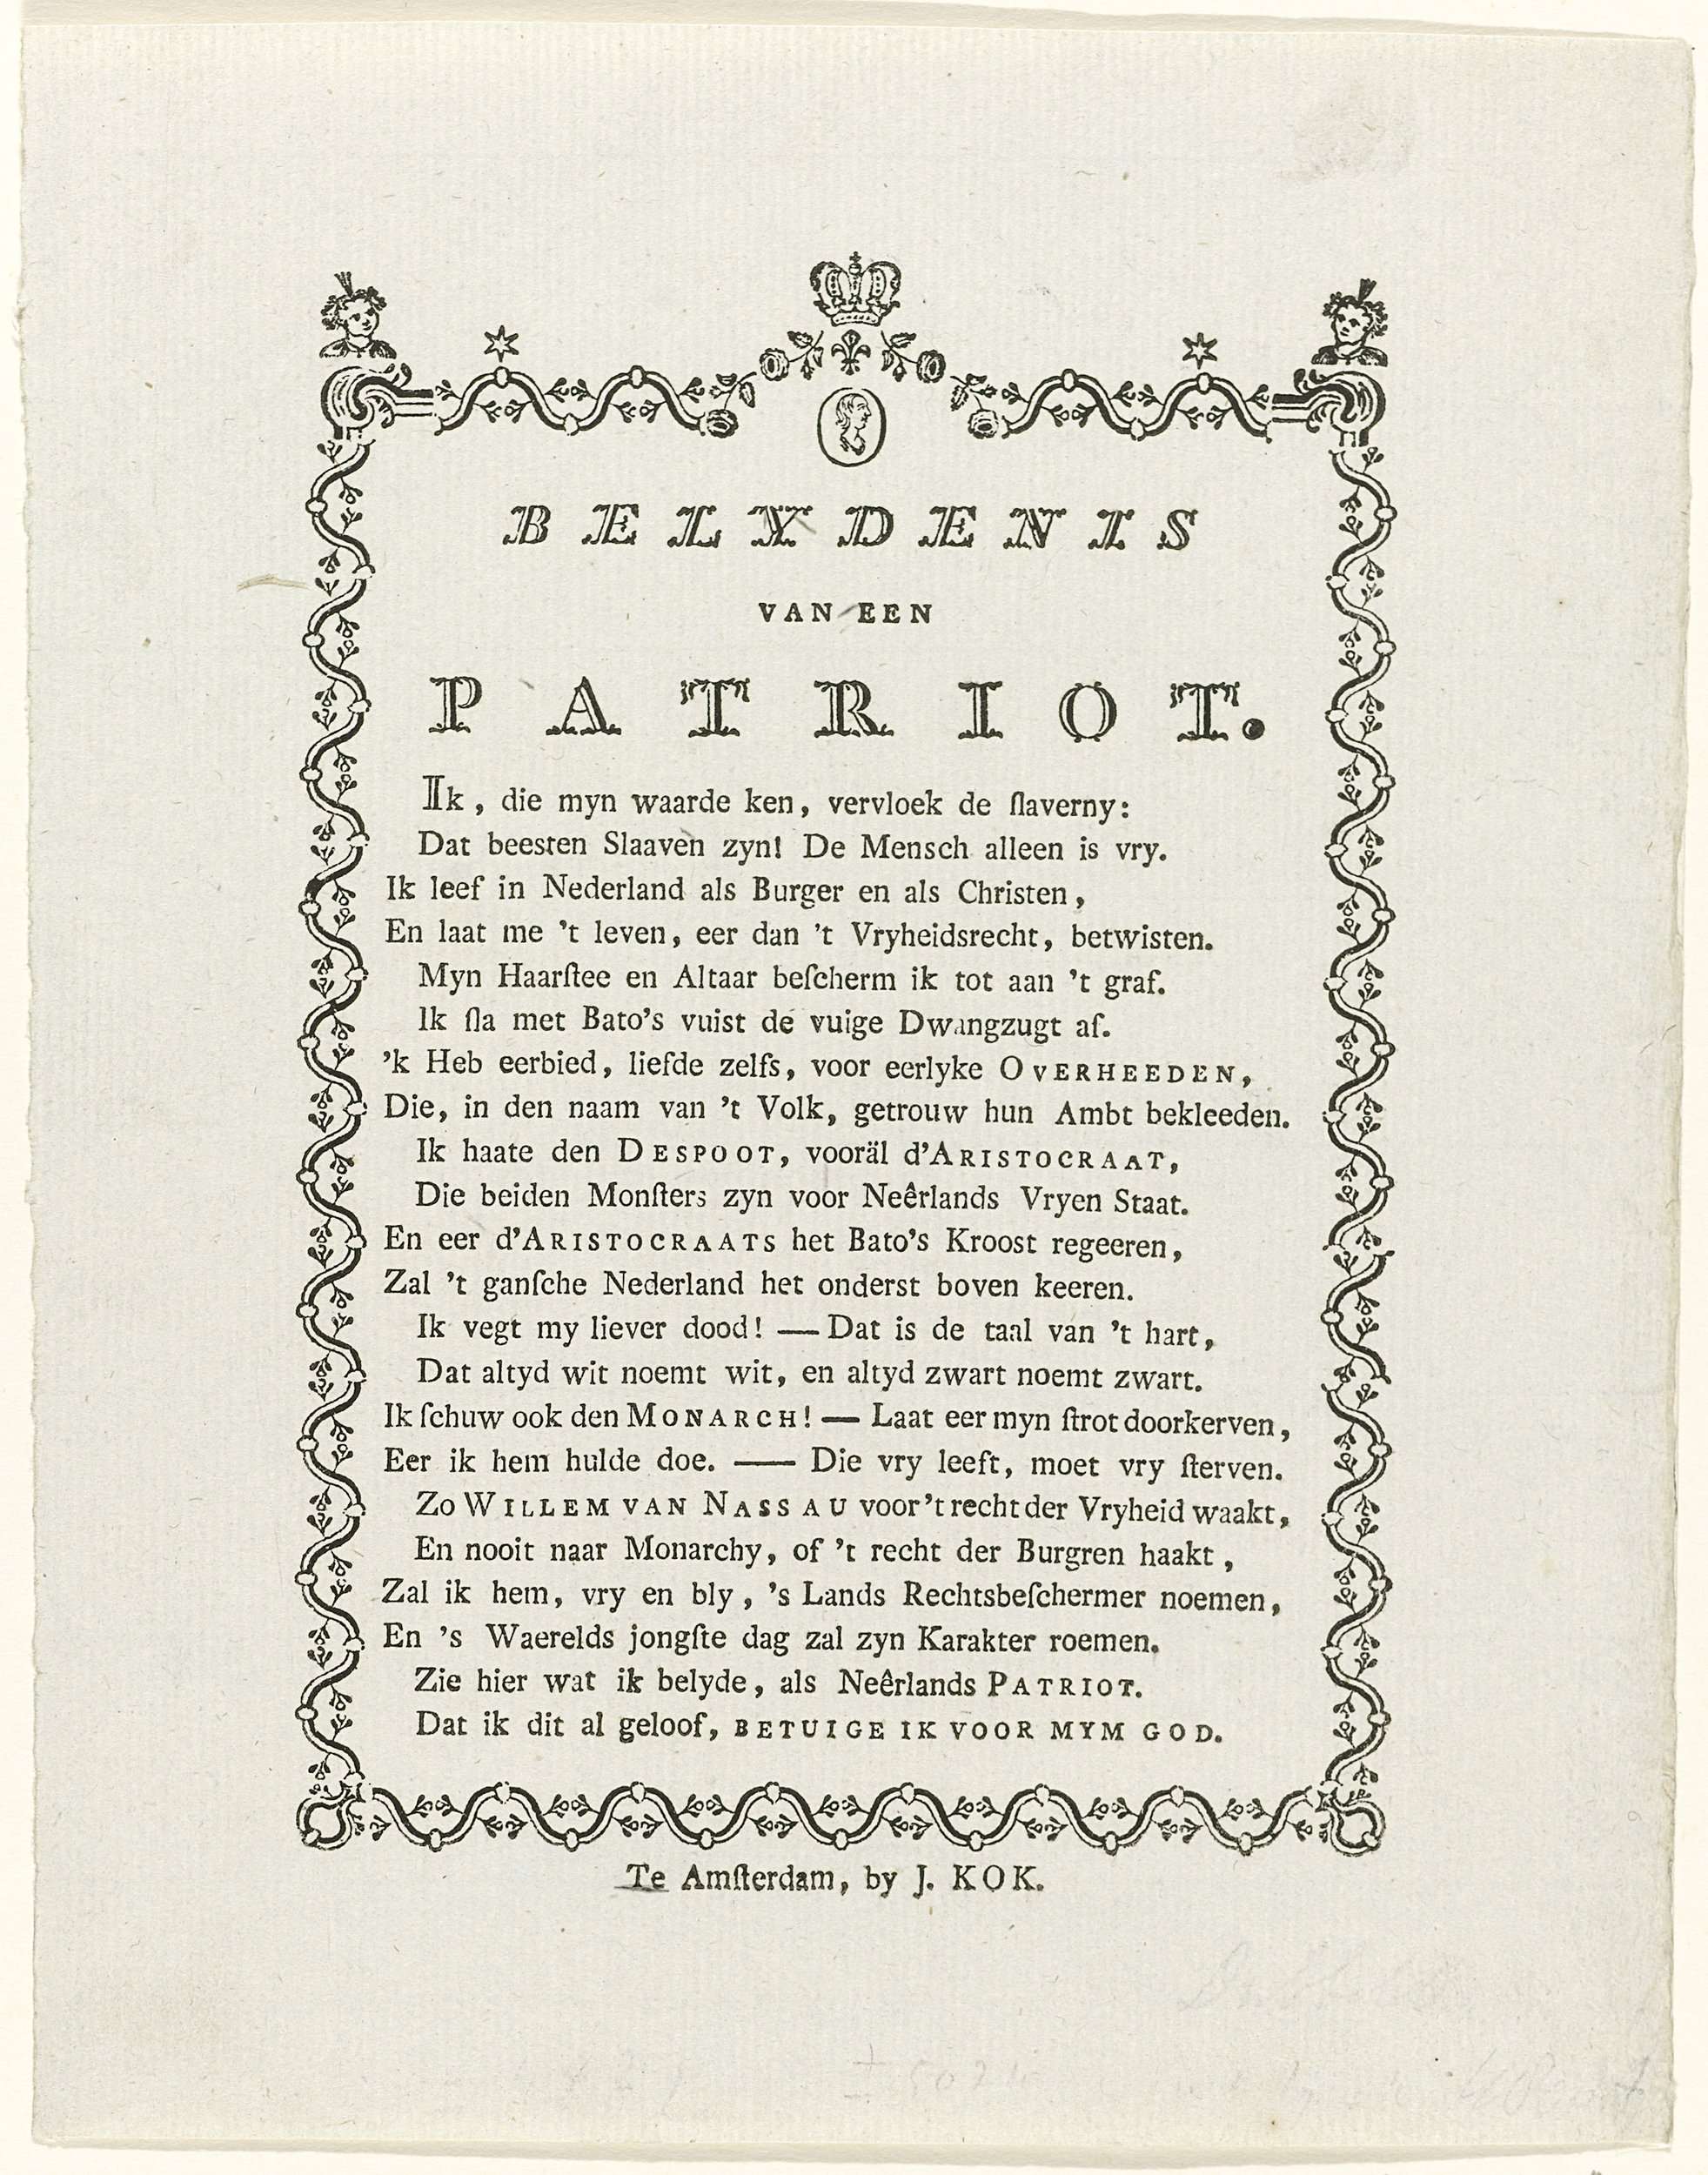 BELYDENIS
VAN EEN
PATRIOT.
Ik, die myn waarde ken, vervloek de ſlaverny:
Dat beesten Slaaven zyn! De Mensch alleen is vry.
Ik leef in Nederland als Burger en als Christen,
En laat me 't leven, eer dan 't Vryheidsrecht, betwisten.
Myn Haarſtee en Altaar beſcherm ik tot aan 't graf.
Ik ſla met Bato's vuist de vuige Dwangzugt af.
'k Heb eerbied, liefde zelfs, voor eerlyke OVERHEEDEN,
Die, in den naam van 't Volk, getrouw hun Ambt bekleeden.
Ik haate den DESPOOT, vooräl d'ARISTOCRAAT,
Die beiden Monſters zyn voor Neêrlands Vryen Staat.
En eer d'ARISTOCRAATS het Bato's Kroost regeeren,
Zal 't ganſche Nederland het onderst boven keeren.
Ik vegt my liever dood! — Dat is de taal van 't hart,
Dat altyd wit noemt wit, en altyd zwart noemt zwart.
Ik ſchuw ook den MONARCH! — Laat eer myn ſtrot doorkerven,
Eer ik hem hulde doe. — Die vry leeft, moet vry ſterven.
Zo WILLEM VAN NASSAU voor 't recht der Vryheid waakt,
En nooit naar Monarchy, of 't recht der Burgren haakt,
Zal ik hem, vry en bly, 's Lands Rechtsbeſchermer noemen,
En 's Waerelds jongſte dag zal zyn Karakter roemen.
Zie hier wat ik belyde, als Neêrlands PATRIOT.
Dat ik dit al geloof, BETUIGE IK VOOR MYM GOD.
Te Amſterdam, by J. KOK.